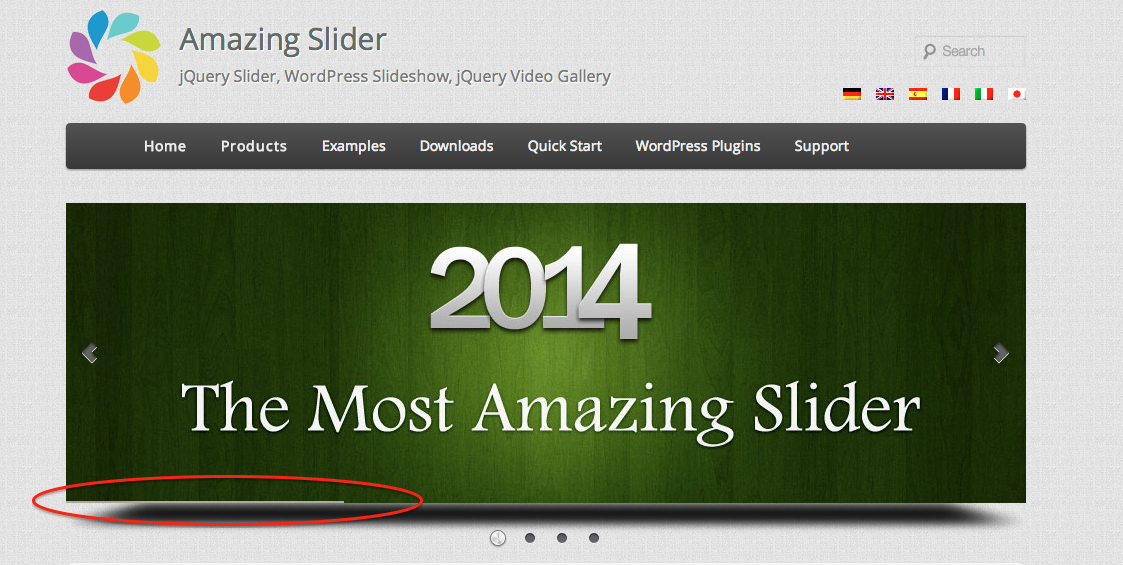 Amazing Slider
jQuery Slider, WordPress Slideshow, jQuery Video Gallery
Search
Home Products Examples Downloads Quick Start WordPress Plugins Support
2014
The Most Amazing Slider